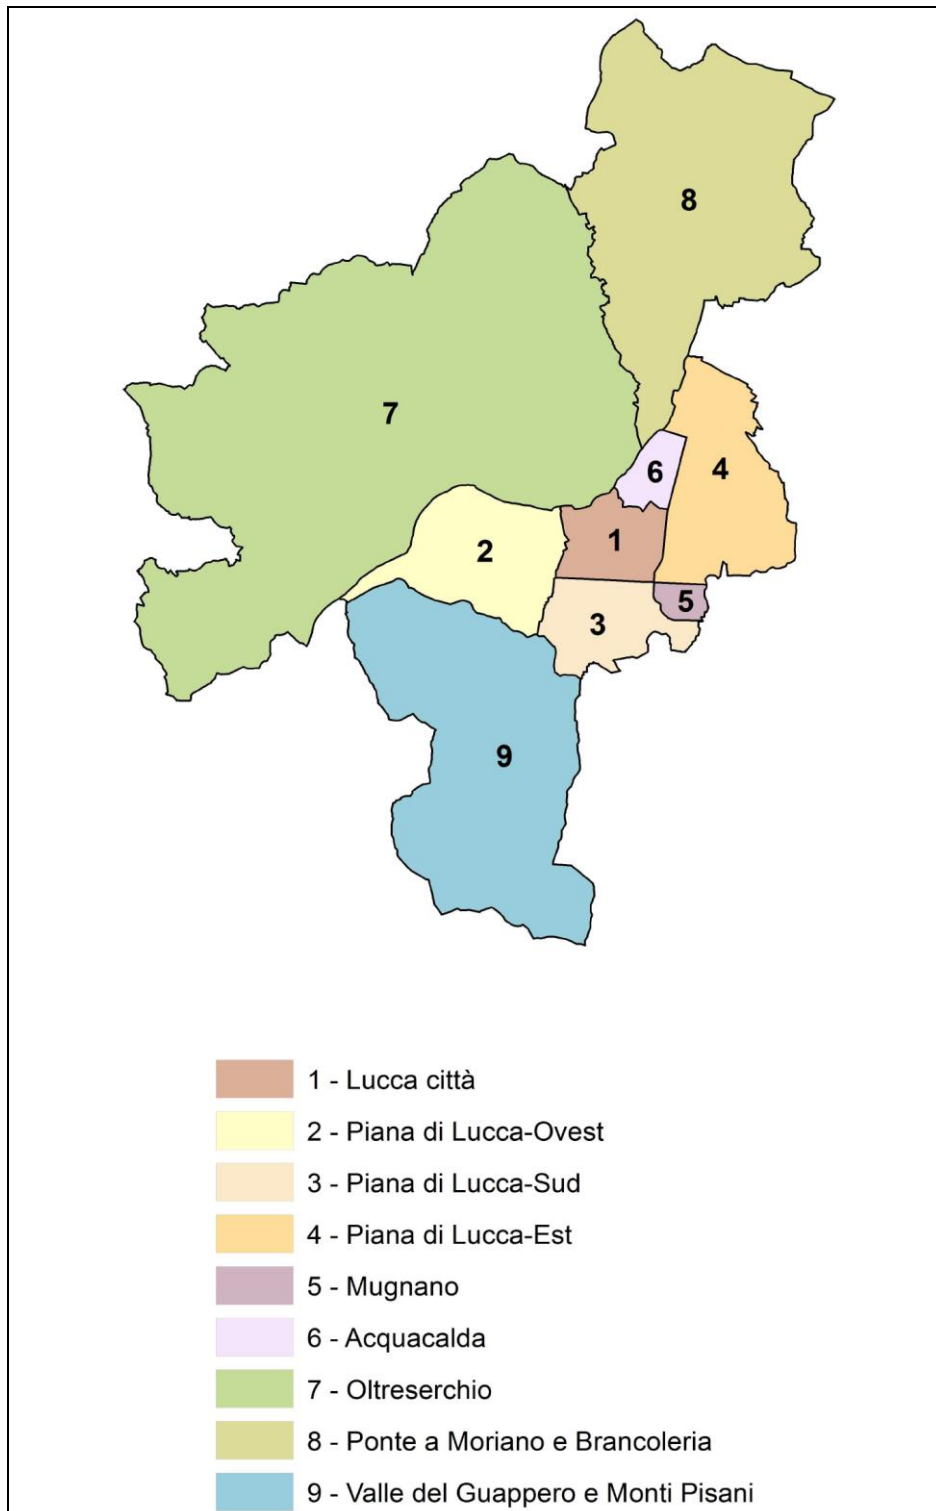 8
7
4
6
1
2
5
3
9
1 - Lucca città
2 - Piana di Lucca-Ovest
3 - Piana di Lucca-Sud
4 - Piana di Lucca-Est
5 - Mugnano
6 - Acquacalda
7 - Oltreserchio
8 - Ponte a Moriano e Brancoleria
9 - Valle del Guappero e Monti Pisani